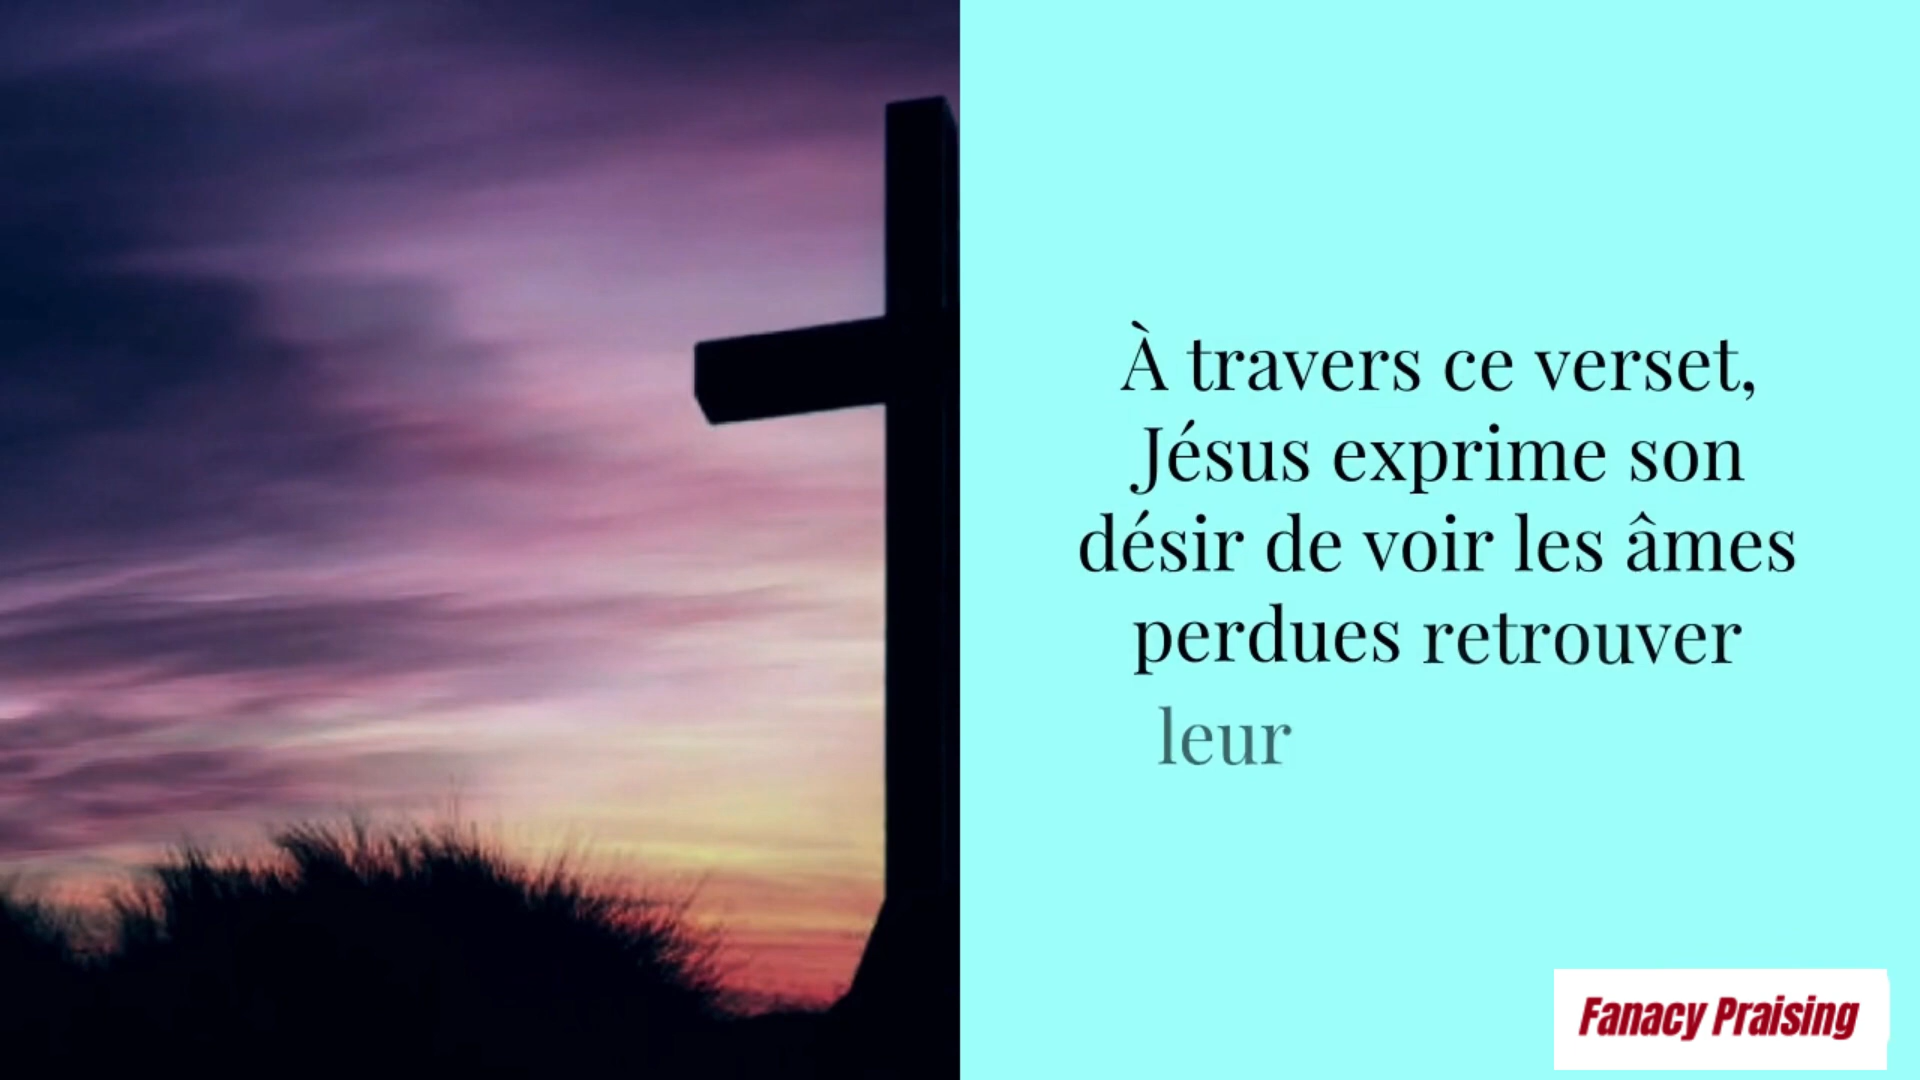 À travers ce verset,
Jésus exprime son
désir de voir les âmes
perdues retrouver
leur
Fanacy Praising